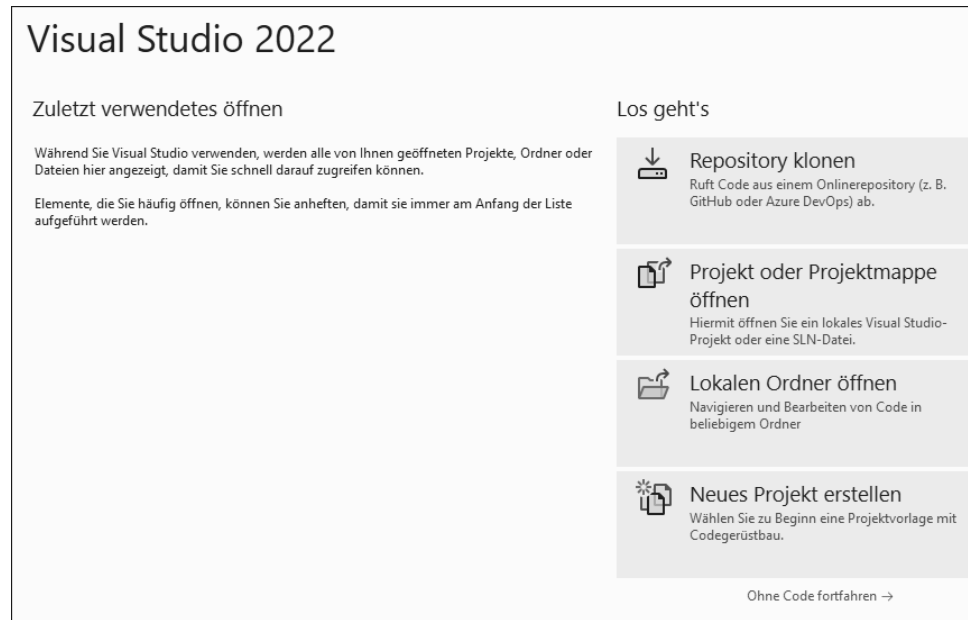 Visual Studio 2022
Zuletzt verwendetes öffnen
Während Sie Visual Studio verwenden, werden alle von Ihnen geöffneten Projekte, Ordner oder
Dateien hier angezeigt, damit Sie schnell darauf zugreifen können.
Elemente, die Sie häufig öffnen, können Sie anheften, damit sie immer am Anfang der Liste
aufgeführt werden.
Los geht's
Repository klonen
Ruft Code aus einem Onlinerepository (z. B.
GitHub oder Azure DevOps) ab.
Projekt oder Projektmappe
öffnen
Hiermit öffnen Sie ein lokales Visual Studio-
Projekt oder eine SLN-Datei.
Lokalen Ordner öffnen
Navigieren und Bearbeiten von Code in
beliebigem Ordner
Neues Projekt erstellen
Wählen Sie zu Beginn eine Projektvorlage mit
Codegerüstbau.
Ohne Code fortfahren →